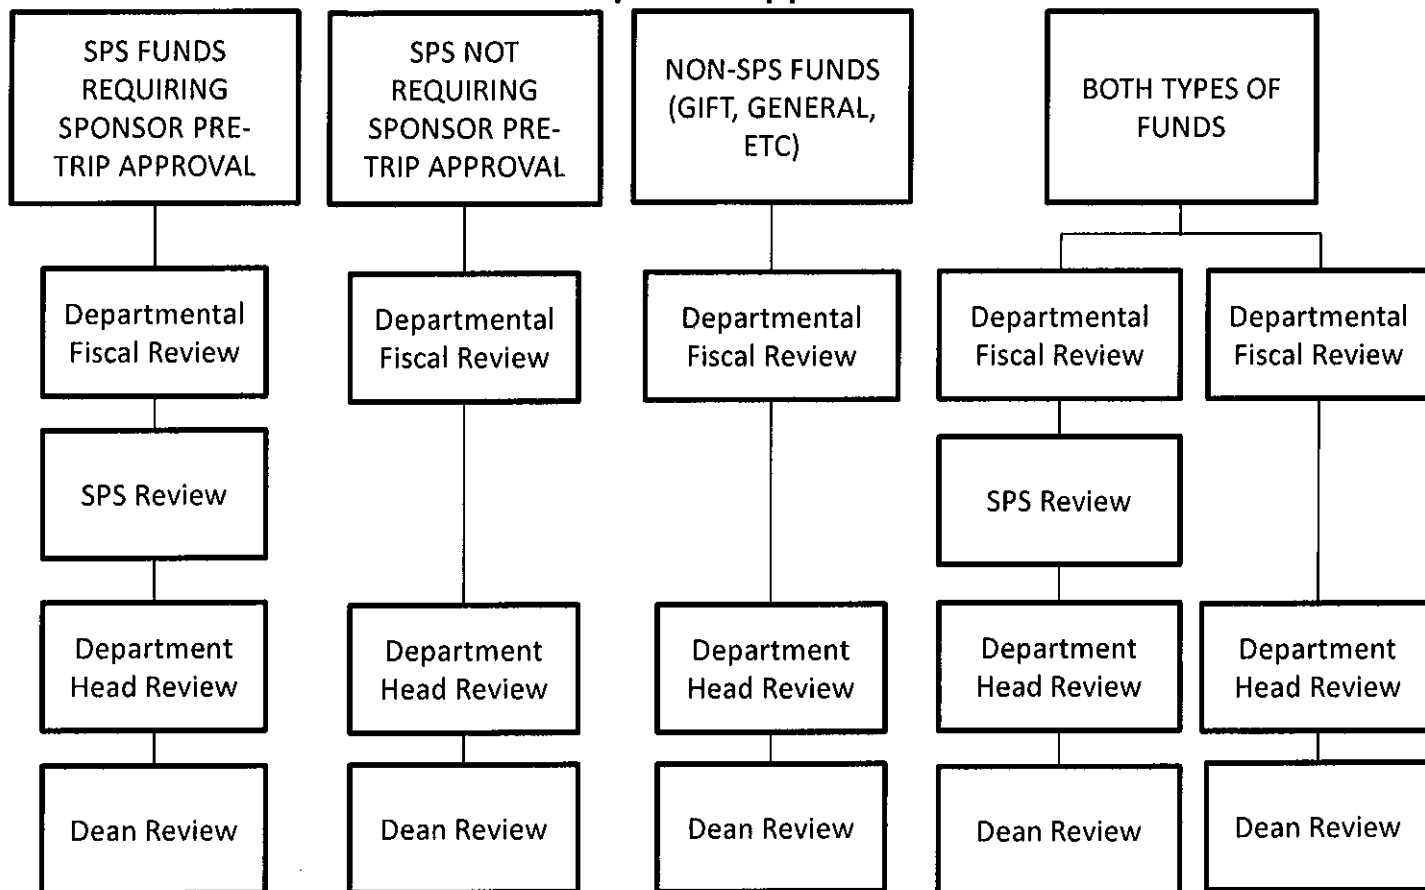 SPS FUNDS
REQUIRING
SPONSOR PRE-
TRIP APPROVAL
SPS NOT
REQUIRING
SPONSOR PRE-
TRIP APPROVAL
NON-SPS FUNDS
(GIFT, GENERAL,
ETC)
BOTH TYPES OF
FUNDS
Departmental
Fiscal Review
Departmental
Fiscal Review
Departmental
Fiscal Review
Departmental
Fiscal Review
Departmental
Fiscal Review
SPS Review
SPS Review
Department
Head Review
Department
Head Review
Department
Head Review
Department
Head Review
Department
Head Review
Dean Review
Dean Review
Dean Review
Dean Review
Dean Review